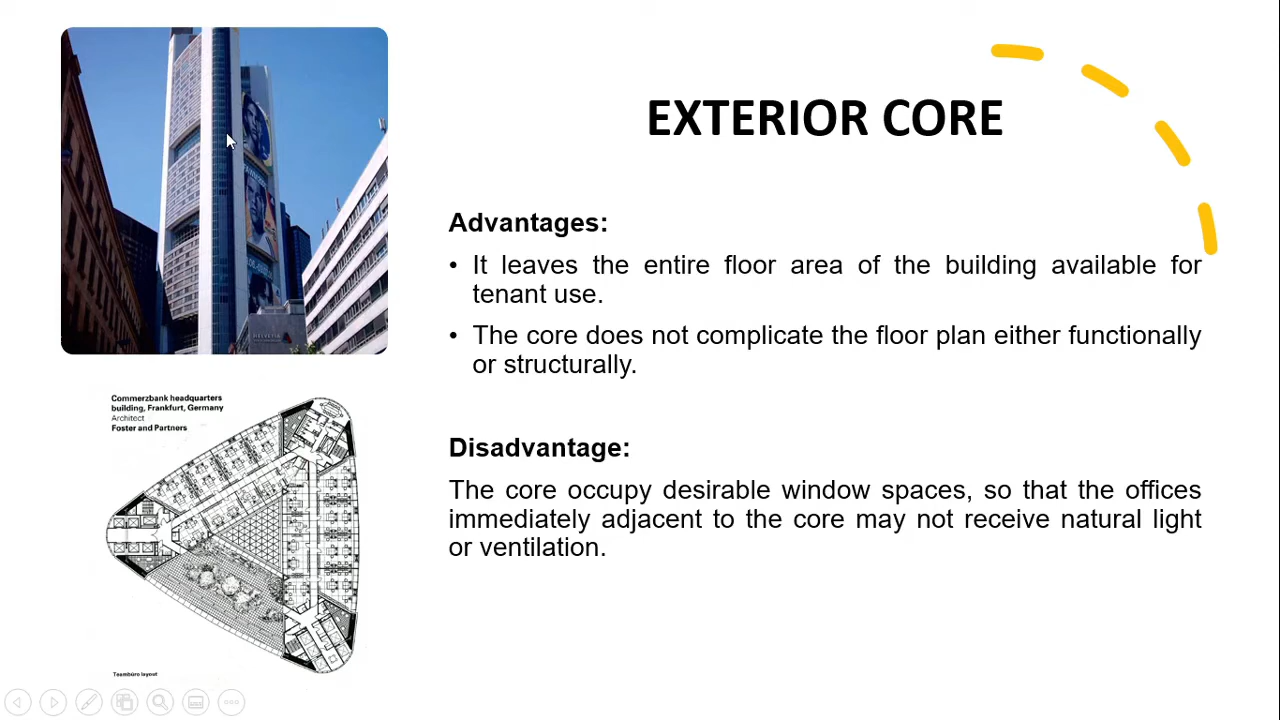 EXTERIOR CORE
Advantages:
• It leaves the entire floor area of the building available for
tenant use.
• The core does not complicate the floor plan either functionally
or structurally.
Disadvantage:
The core occupy desirable window spaces, so that the offices
immediately adjacent to the core may not receive natural light
or ventilation.
Commerzbank headquarters
building, Frankfurt, Germany
Architect
Foster and Partners
Teambüro layout